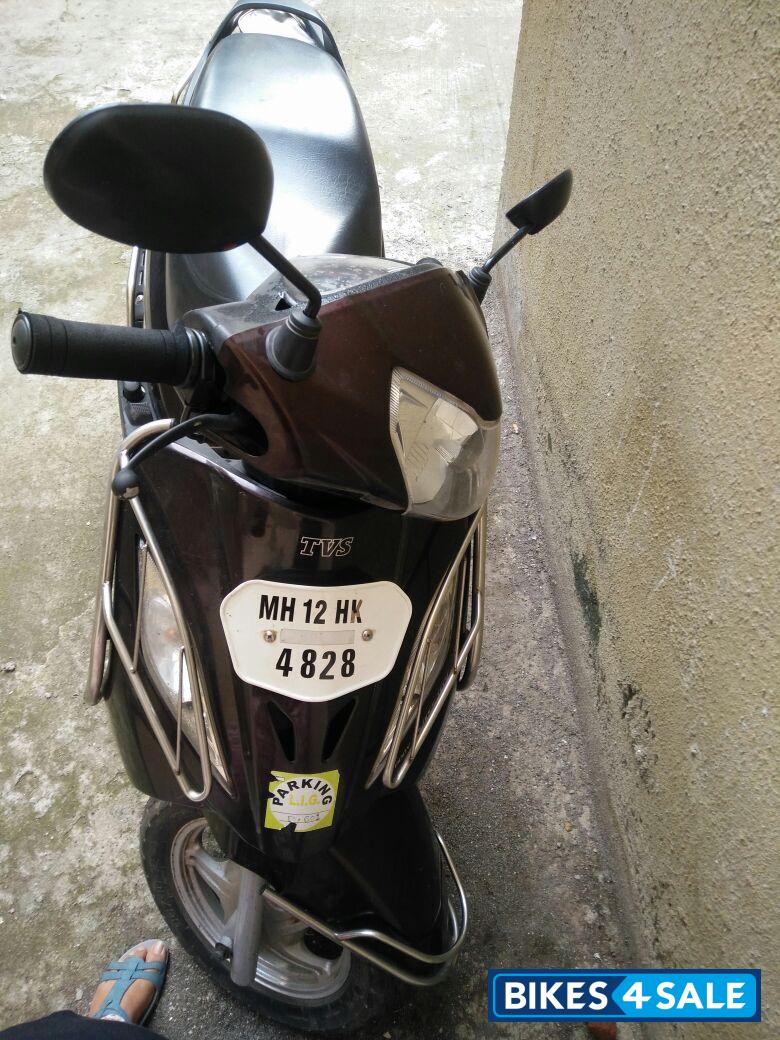 TVS
MH 12 HK
4828
PARKING
L.I.G.
BIKES4SALE